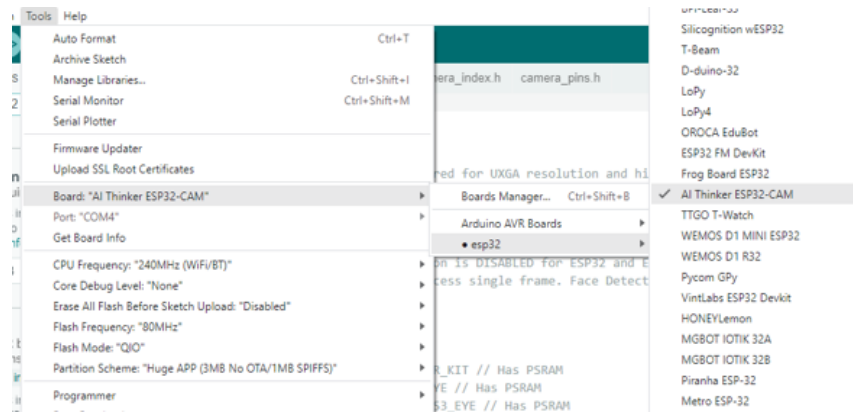 Tools Help
Auto Format Ctrl+T
Archive Sketch
Manage Libraries... Ctrl+Shift+I
Serial Monitor Ctrl+Shift+M
Serial Plotter
Firmware Updater
Upload SSL Root Certificates
Board: "AI Thinker ESP32-CAM"
Port: "COM4"
Get Board Info
CPU Frequency: "240MHz (WiFi/BT)"
Core Debug Level: "None"
Erase All Flash Before Sketch Upload: "Disabled"
Flash Frequency: "80MHz"
Flash Mode: "QIO"
Partition Scheme: "Huge APP (3MB No OTA/1MB SPIFFS)"
Programmer
era_index.h camera_pins.h
red for UXGA resolution and hi
Boards Manager... Ctrl+Shift+B
Arduino AVR Boards
esp32
on is DISABLED for ESP32 and E
cess single frame. Face Detect
R_KIT // Has PSRAM
YE // Has PSRAM
S3_EYE // Has PSRAM
Silicognition wESP32
T-Beam
D-duino-32
LoPy
LoPy4
OROCA EduBot
ESP32 FM DevKit
Frog Board ESP32
AI Thinker ESP32-CAM
TTGO T-Watch
WEMOS D1 MINI ESP32
WEMOS D1 R32
Pycom GPy
VintLabs ESP32 Devkit
HONEYLemon
MGBOT IOTIK 32A
MGBOT IOTIK 32B
Piranha ESP-32
Metro ESP-32